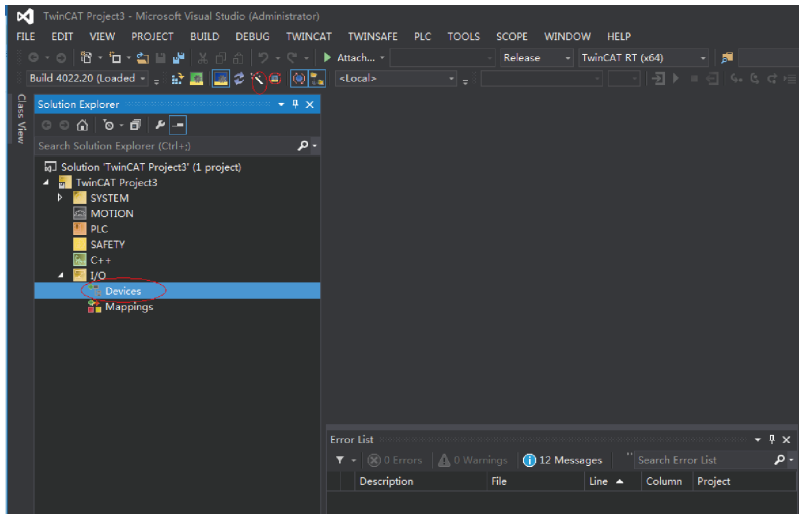 TwinCAT Project3 - Microsoft Visual Studio (Administrator)
FILE EDIT VIEW PROJECT BUILD DEBUG TWINCAT TWINSAFE PLC TOOLS SCOPE WINDOW HELP
Attach... Release TwinCAT RT (x64)
Build 4022.20 (Loaded <Local>
Class View
Solution Explorer
Search Solution Explorer (Ctrl+;)
Solution 'TwinCAT Project3' (1 project)
TwinCAT Project3
SYSTEM
MOTION
PLC
SAFETY
C++
I/O
Devices
Mappings
Error List
0 Errors 0 Warnings 12 Messages Search Error List
Description File Line Column Project